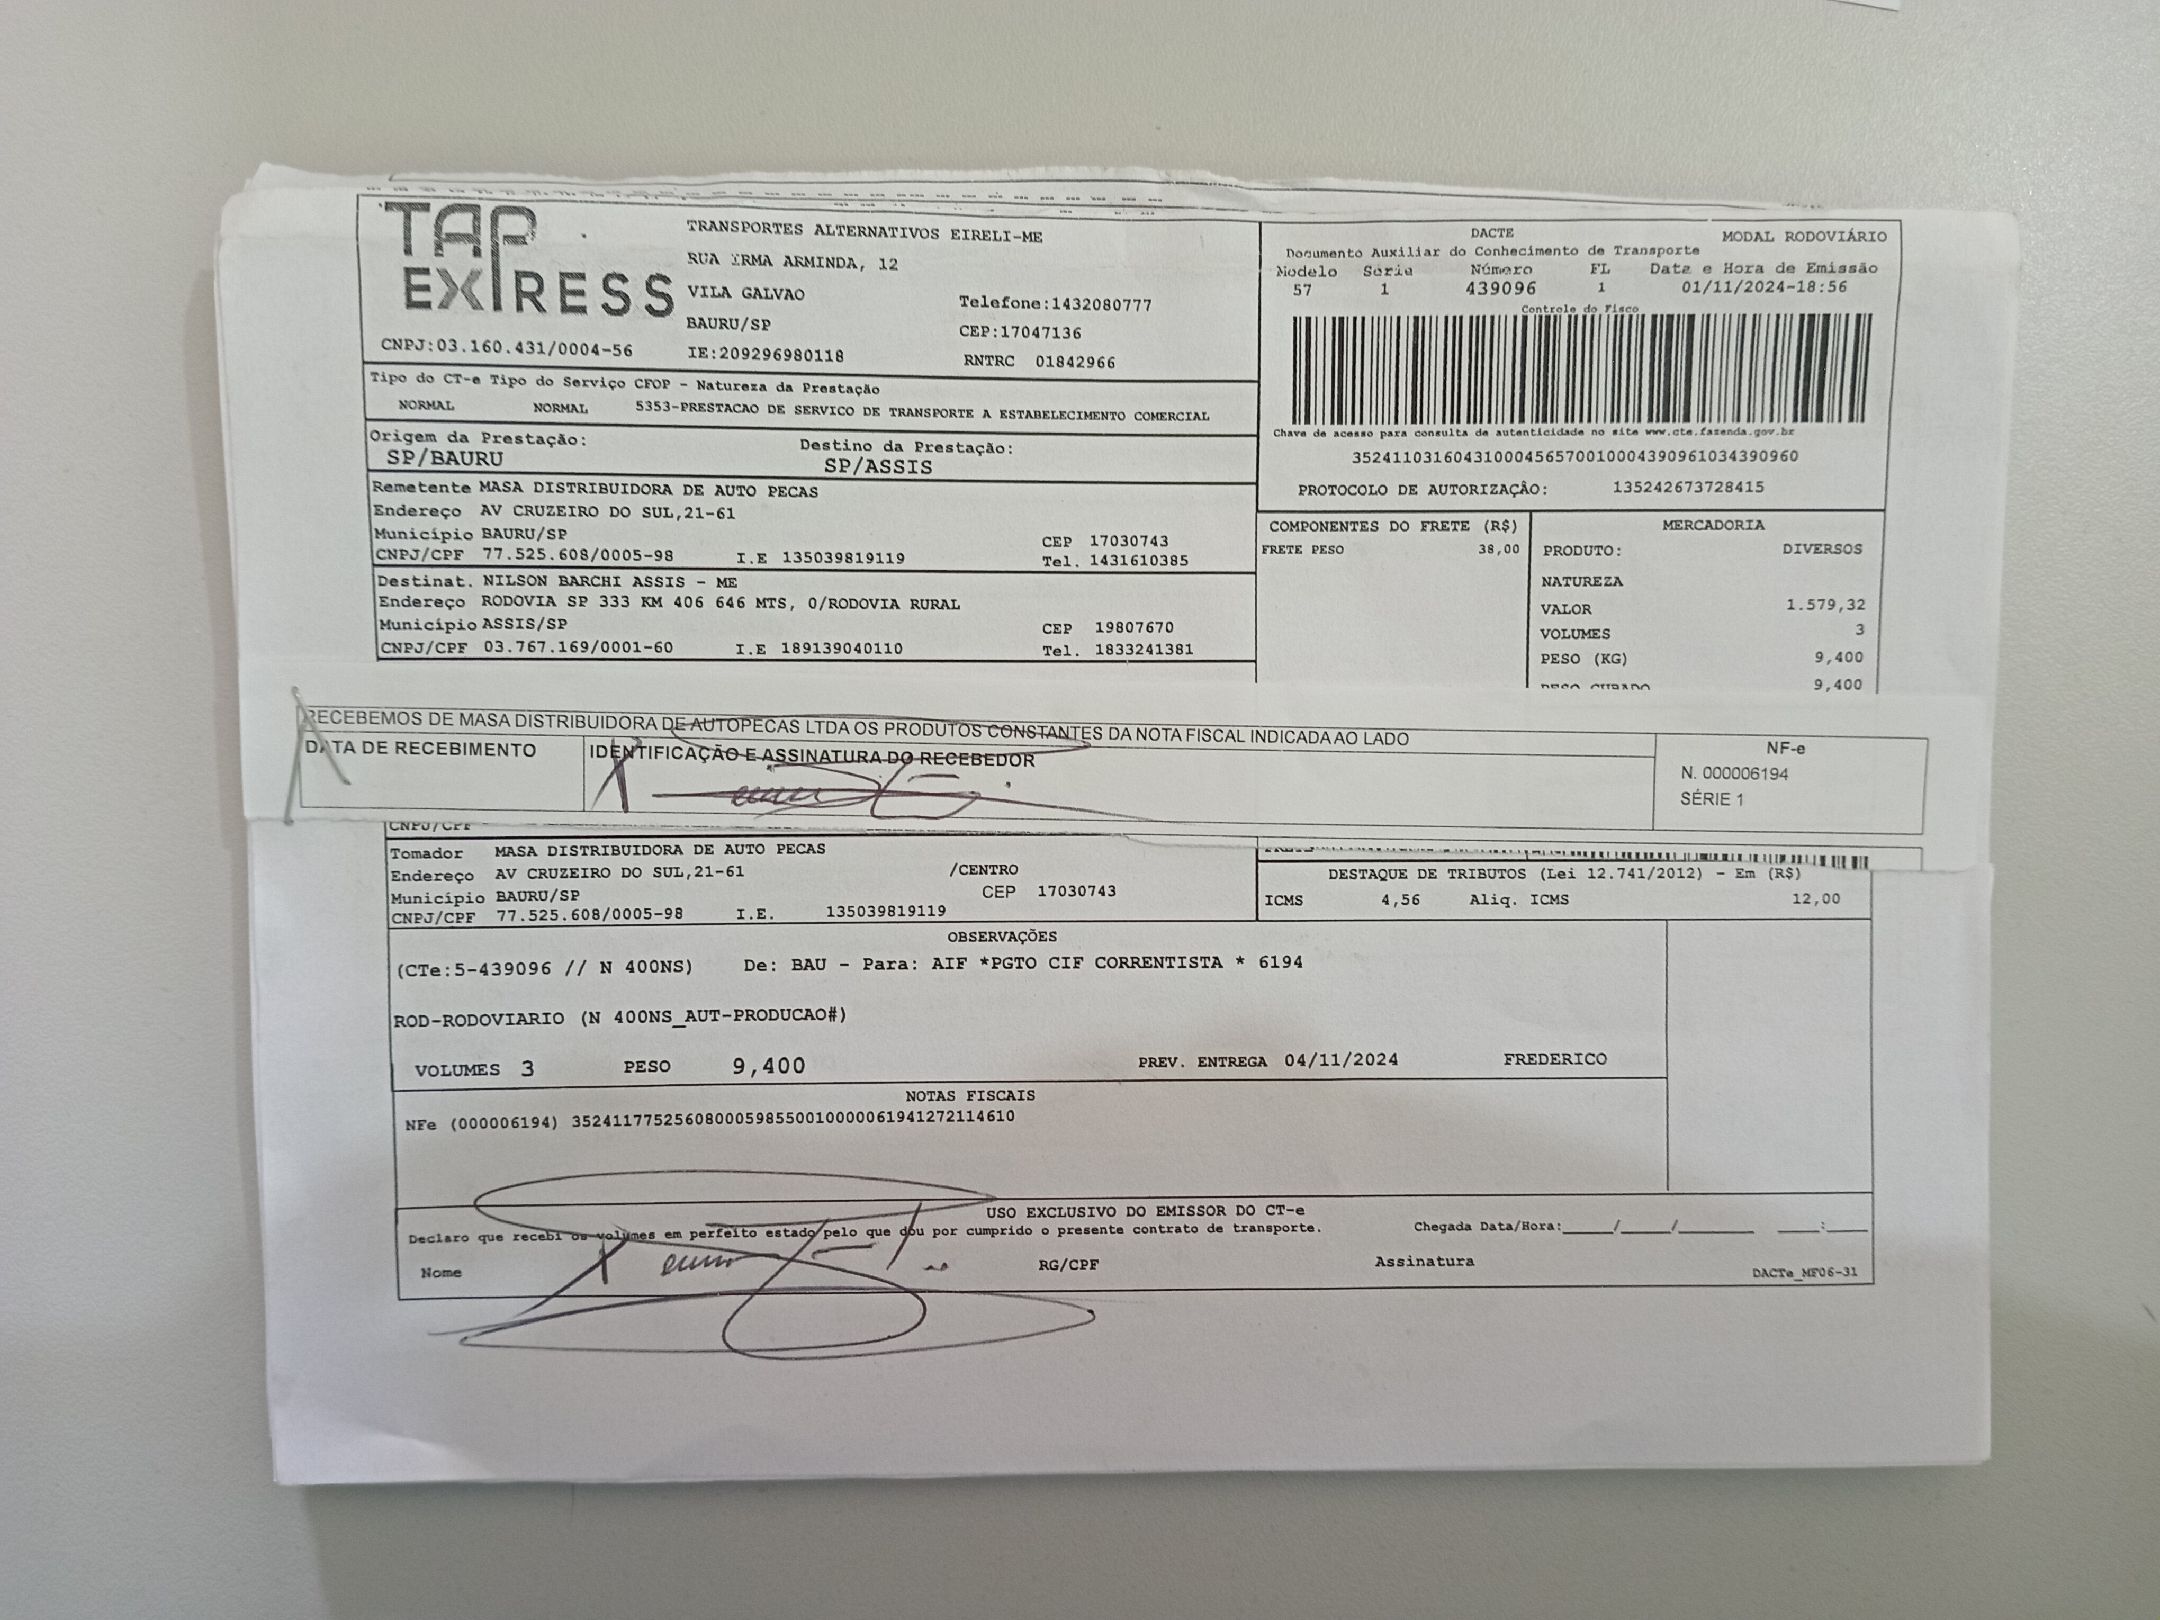 TAP EXPRESS
TRANSPORTES ALTERNATIVOS EIRELI-ME
RUA IRMA ARMINDA, 12
VILA GALVAO
Telefone:1432080777
BAURU/SP
CEP:17047136
CNPJ:03.160.431/0004-56
IE:209296980118
RNTRC 01842966
DACTE
MODAL RODOVIÁRIO
Documento Auxiliar do Conhecimento de Transporte
Modelo Série Número FL Data e Hora de Emissão
57 1 439096 1 01/11/2024-18:56
Controle do Fisco
Chave de acesso para consulta de autenticidade no site www.cte.fazenda.gov.br
35241103160431000456570010004390961034390960
PROTOCOLO DE AUTORIZAÇÃO: 135242673728415
Tipo do CT-e Tipo do Serviço CFOP - Natureza da Prestação
NORMAL NORMAL 5353-PRESTACAO DE SERVICO DE TRANSPORTE A ESTABELECIMENTO COMERCIAL
Origem da Prestação: Destino da Prestação:
SP/BAURU SP/ASSIS
Remetente MASA DISTRIBUIDORA DE AUTO PECAS
Endereço AV CRUZEIRO DO SUL,21-61
Município BAURU/SP CEP 17030743
CNPJ/CPF 77.525.608/0005-98 I.E 135039819119 Tel. 1431610385
Destinat. NILSON BARCHI ASSIS - ME
Endereço RODOVIA SP 333 KM 406 646 MTS, 0/RODOVIA RURAL
Município ASSIS/SP CEP 19807670
CNPJ/CPF 03.767.169/0001-60 I.E 189139040110 Tel. 1833241381
COMPONENTES DO FRETE (R$)
FRETE PESO 38,00
MERCADORIA
PRODUTO: DIVERSOS
NATUREZA
VALOR 1.579,32
VOLUMES 3
PESO (KG) 9,400
PESO CUBADO 9,400
RECEBEMOS DE MASA DISTRIBUIDORA DE AUTOPECAS LTDA OS PRODUTOS CONSTANTES DA NOTA FISCAL INDICADA AO LADO
DATA DE RECEBIMENTO
IDENTIFICAÇÃO E ASSINATURA DO RECEBEDOR
NF-e
N. 000006194
SÉRIE 1
CNPJ/CPF
Tomador MASA DISTRIBUIDORA DE AUTO PECAS
Endereço AV CRUZEIRO DO SUL,21-61 /CENTRO
Município BAURU/SP CEP 17030743
CNPJ/CPF 77.525.608/0005-98 I.E. 135039819119
DESTAQUE DE TRIBUTOS (Lei 12.741/2012) - Em (R$)
ICMS 4,56 Aliq. ICMS 12,00
OBSERVAÇÕES
(CTe:5-439096 // N 400NS) De: BAU - Para: AIF *PGTO CIF CORRENTISTA * 6194
ROD-RODOVIARIO (N 400NS_AUT-PRODUCAO#)
VOLUMES 3 PESO 9,400 PREV. ENTREGA 04/11/2024 FREDERICO
NOTAS FISCAIS
NFe (000006194) 35241177525608000598550010000061941272114610
USO EXCLUSIVO DO EMISSOR DO CT-e
Declaro que recebi os volumes em perfeito estado pelo que dou por cumprido o presente contrato de transporte. Chegada Data/Hora:____/____/________ ____:____
Nome RG/CPF Assinatura
DACTe_MF06-31